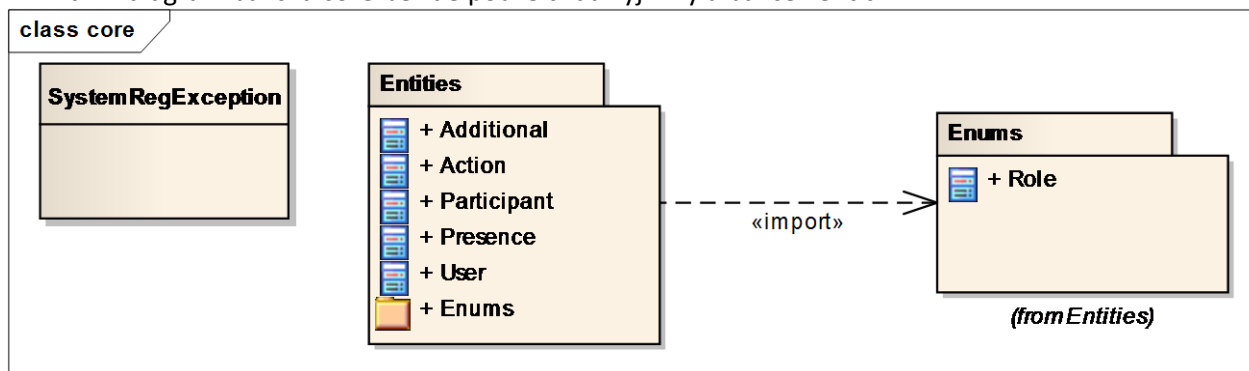 class core
SystemRegException
Entities
+ Additional
+ Action
+ Participant
+ Presence
+ User
+ Enums
«import»
Enums
+ Role
(from Entities)